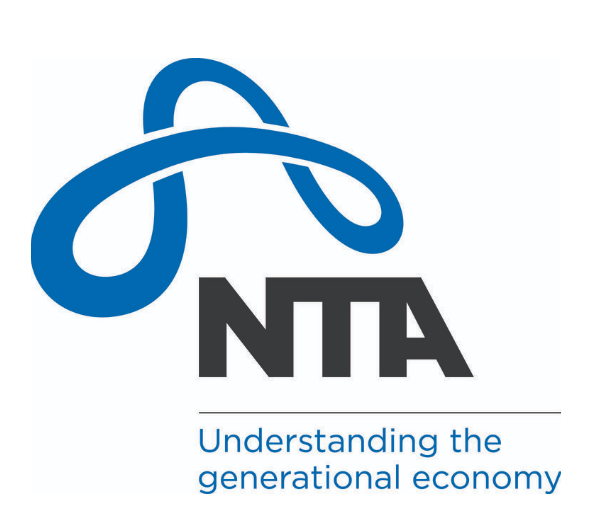 NTA
Understanding the
generational economy